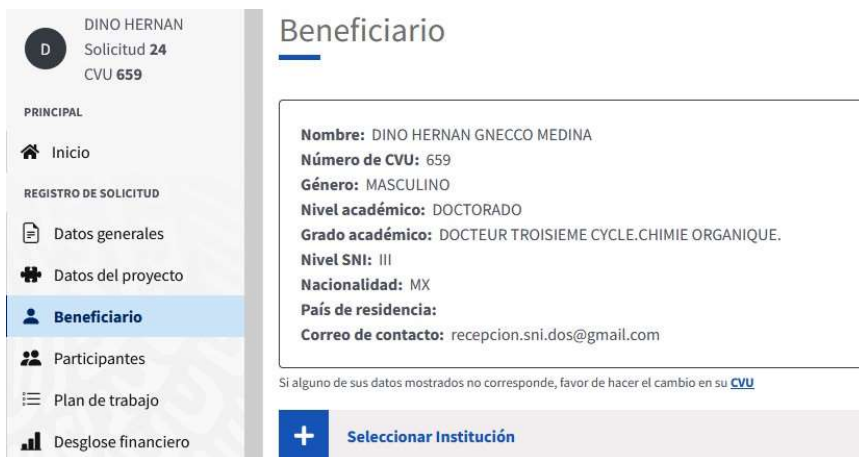 D
DINO HERNAN
Solicitud 24
CVU 659
PRINCIPAL
Inicio
REGISTRO DE SOLICITUD
Datos generales
Datos del proyecto
Beneficiario
Participantes
Plan de trabajo
Desglose financiero
Beneficiario
Nombre: DINO HERNAN GNECCO MEDINA
Número de CVU: 659
Género: MASCULINO
Nivel académico: DOCTORADO
Grado académico: DOCTEUR TROISIEME CYCLE.CHIMIE ORGANIQUE.
Nivel SNI: III
Nacionalidad: MX
País de residencia:
Correo de contacto: recepcion.sni.dos@gmail.com
Si alguno de sus datos mostrados no corresponde, favor de hacer el cambio en su CVU
+ Seleccionar Institución